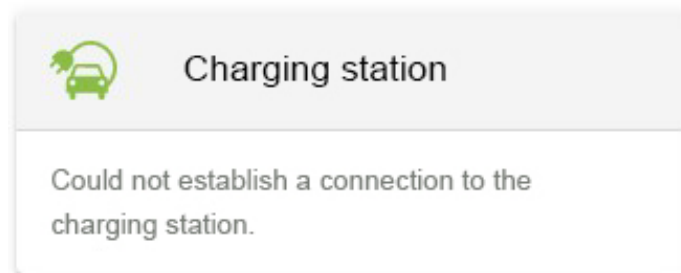 Charging station
Could not establish a connection to the
charging station.